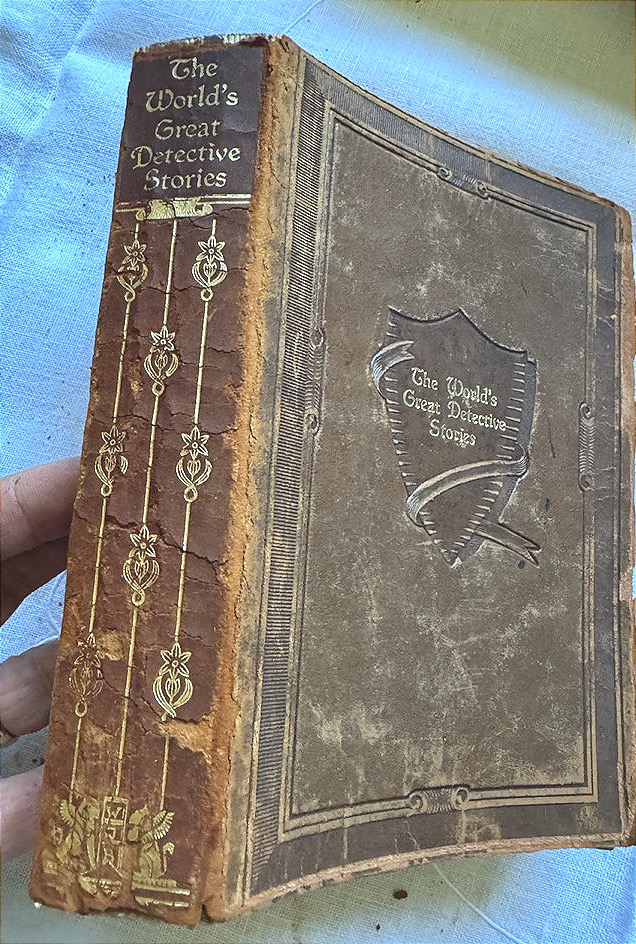 The
World's
Great
Detective
Stories
The World's
Great Detective
Stories